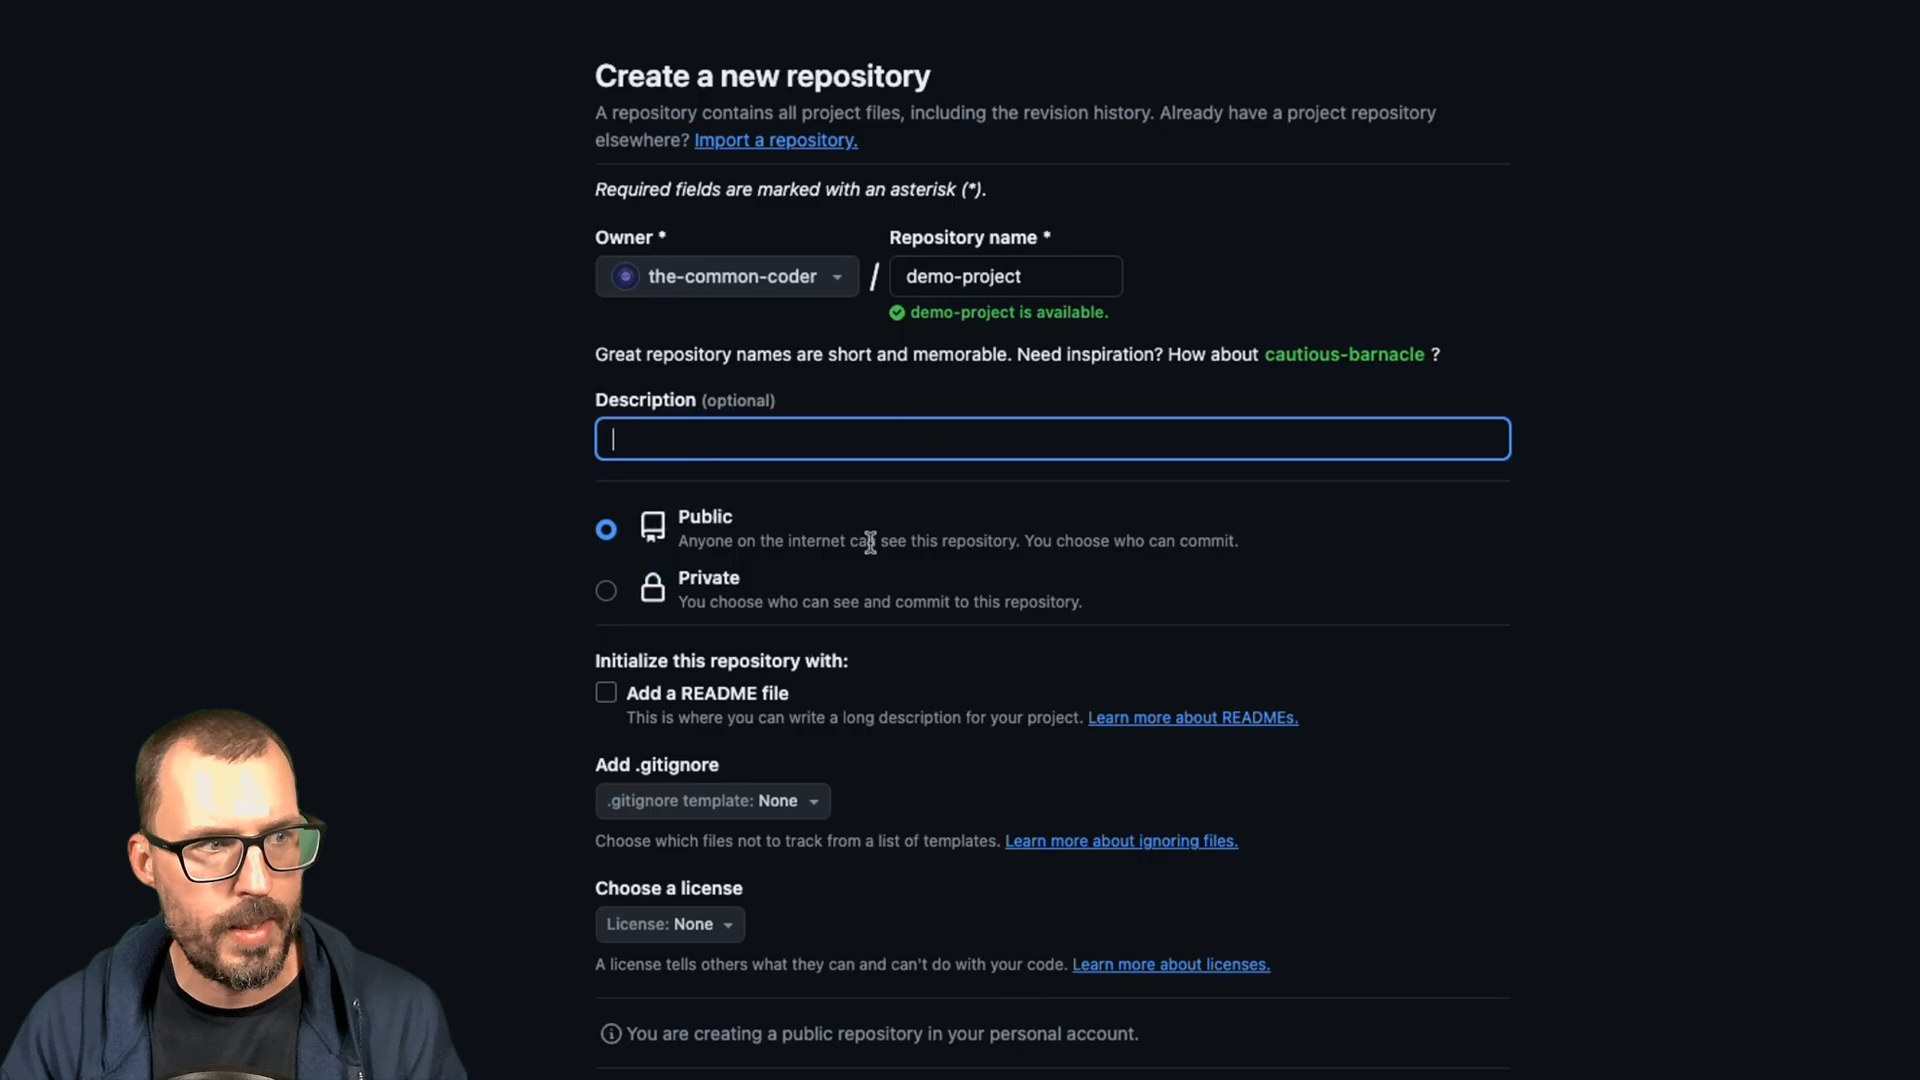 Create a new repository
A repository contains all project files, including the revision history. Already have a project repository
elsewhere? Import a repository.
Required fields are marked with an asterisk (*).
Owner *
Repository name *
the-common-coder
/
demo-project
demo-project is available.
Great repository names are short and memorable. Need inspiration? How about cautious-barnacle ?
Description (optional)
Public
Anyone on the internet can see this repository. You choose who can commit.
Private
You choose who can see and commit to this repository.
Initialize this repository with:
Add a README file
This is where you can write a long description for your project. Learn more about READMEs.
Add .gitignore
.gitignore template: None
Choose which files not to track from a list of templates. Learn more about ignoring files.
Choose a license
License: None
A license tells others what they can and can't do with your code. Learn more about licenses.
You are creating a public repository in your personal account.